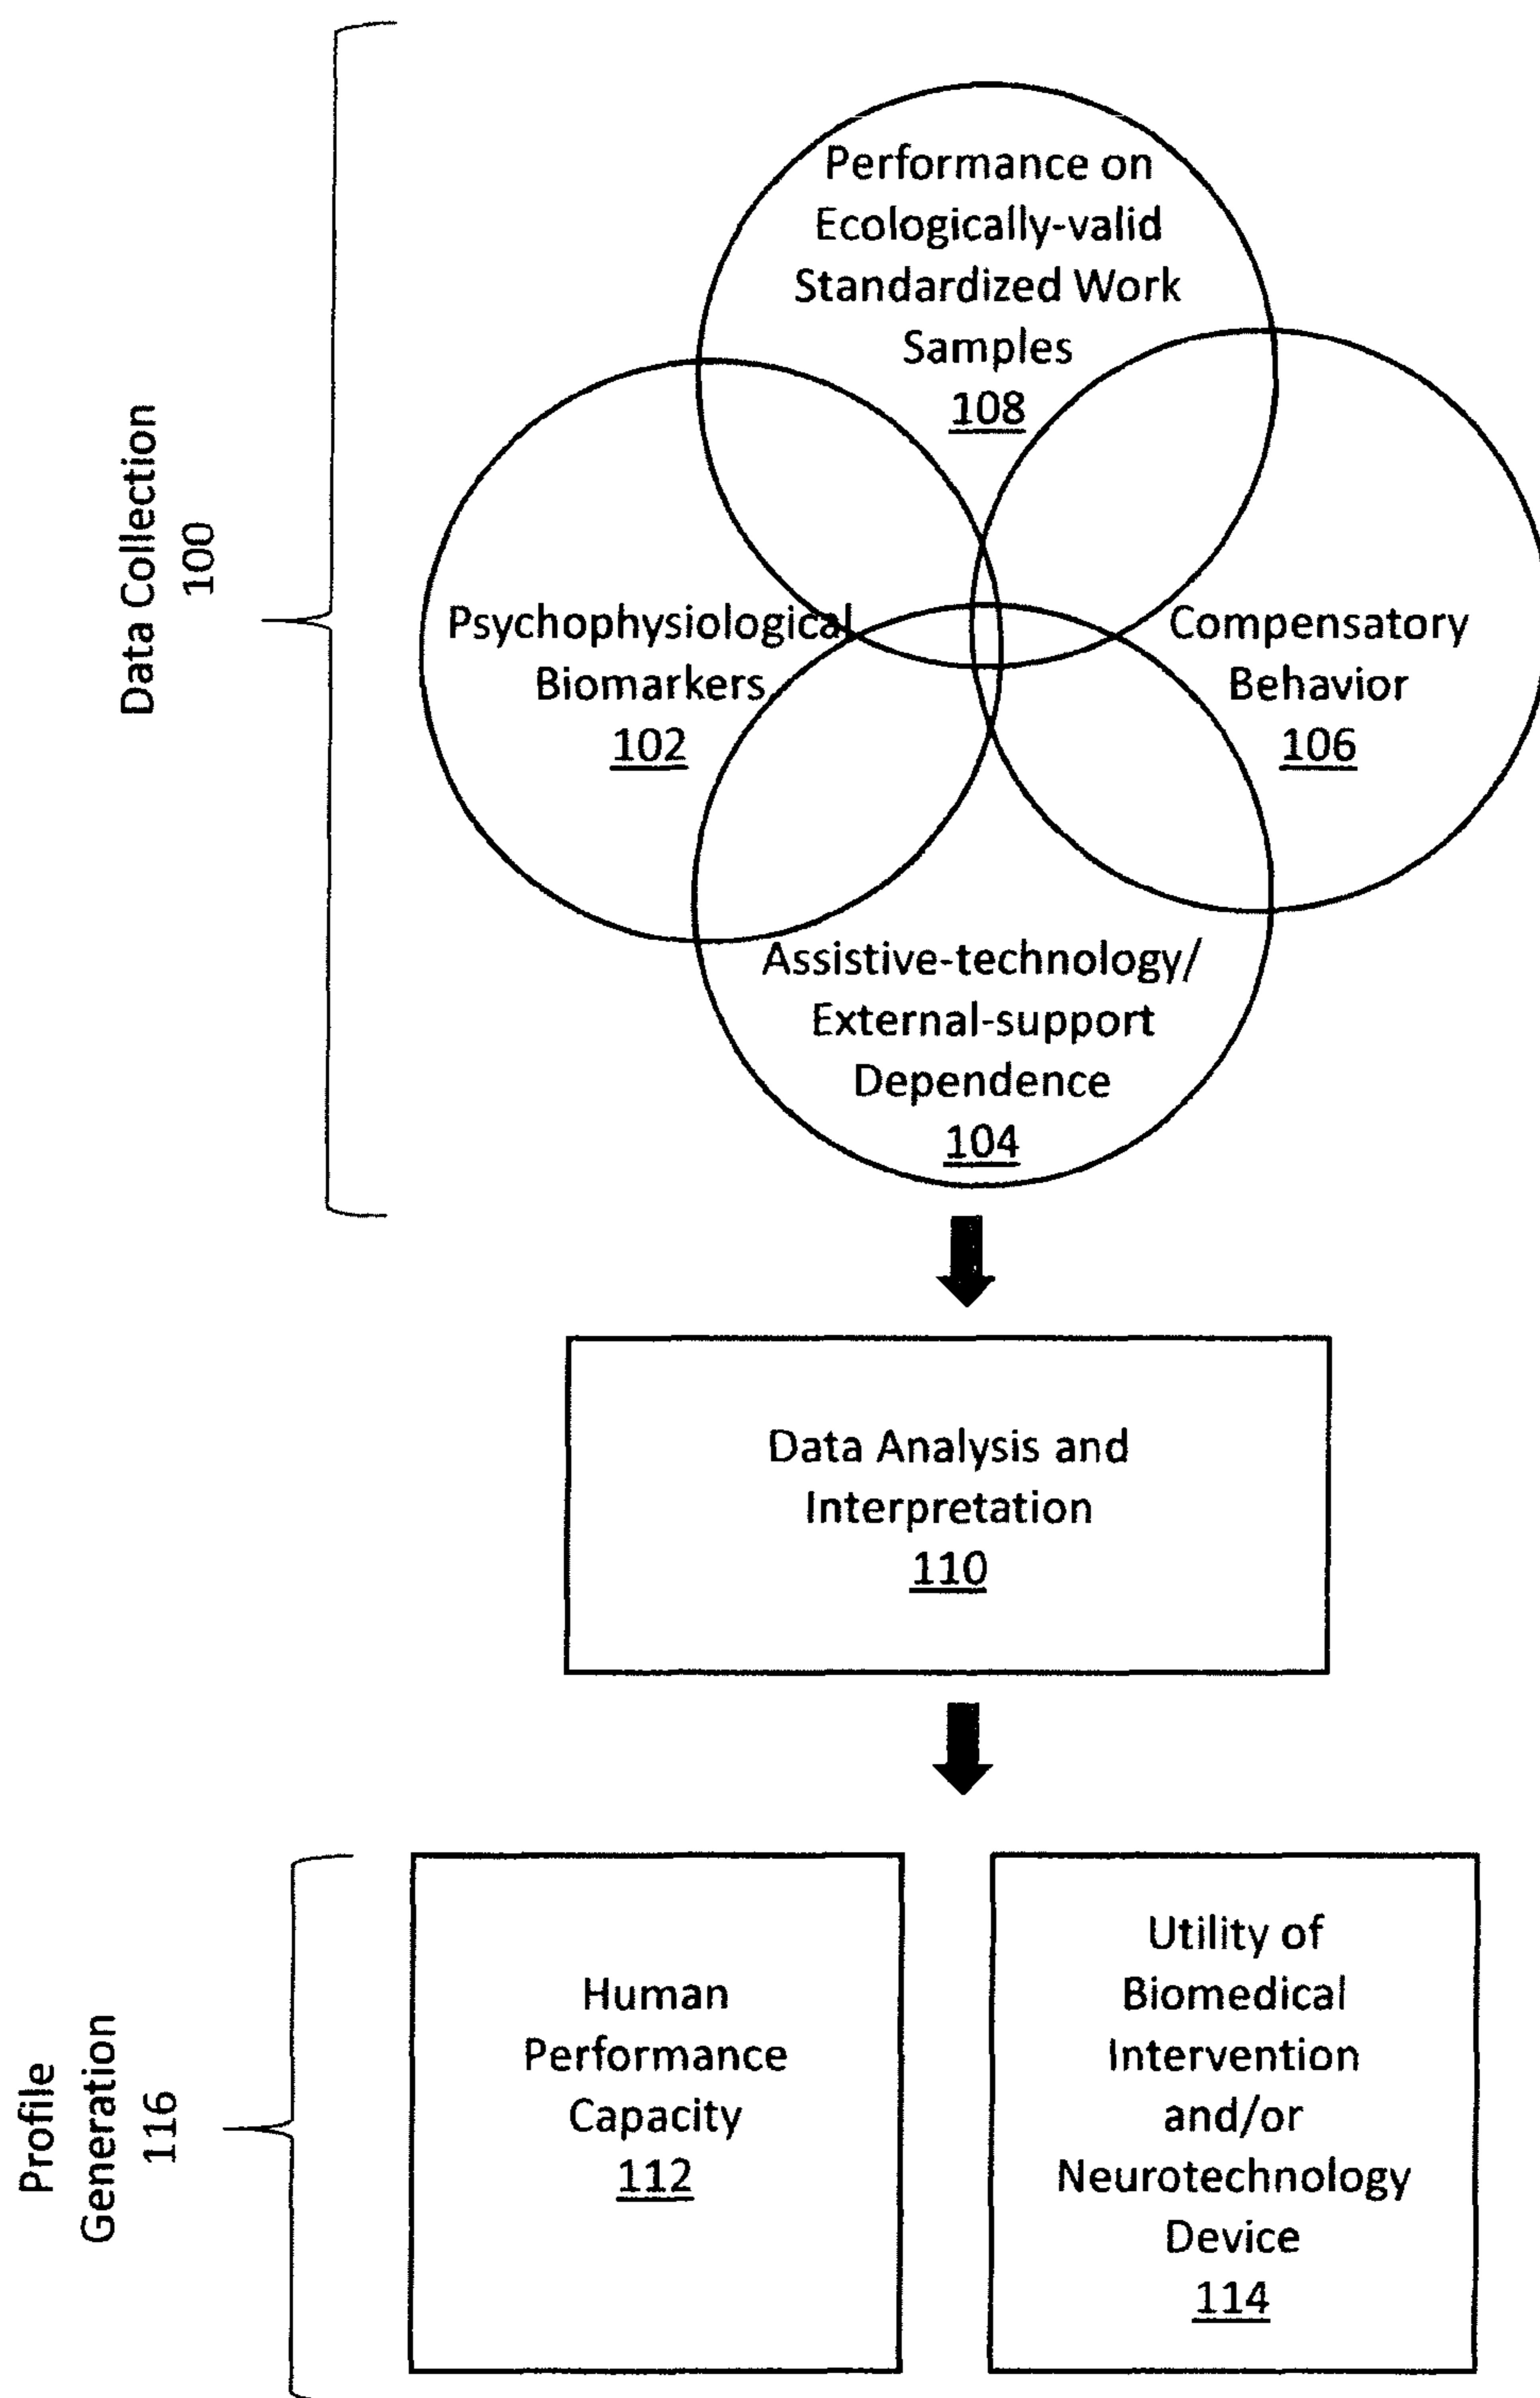 Data Collection
100
Performance on
Ecologically-valid
Standardized Work
Samples
108
Psychophysiological
Biomarkers
102
Compensatory
Behavior
106
Assistive-technology/
External-support
Dependence
104
Data Analysis and
Interpretation
110
Profile
Generation
116
Human
Performance
Capacity
112
Utility of
Biomedical
Intervention
and/or
Neurotechnology
Device
114